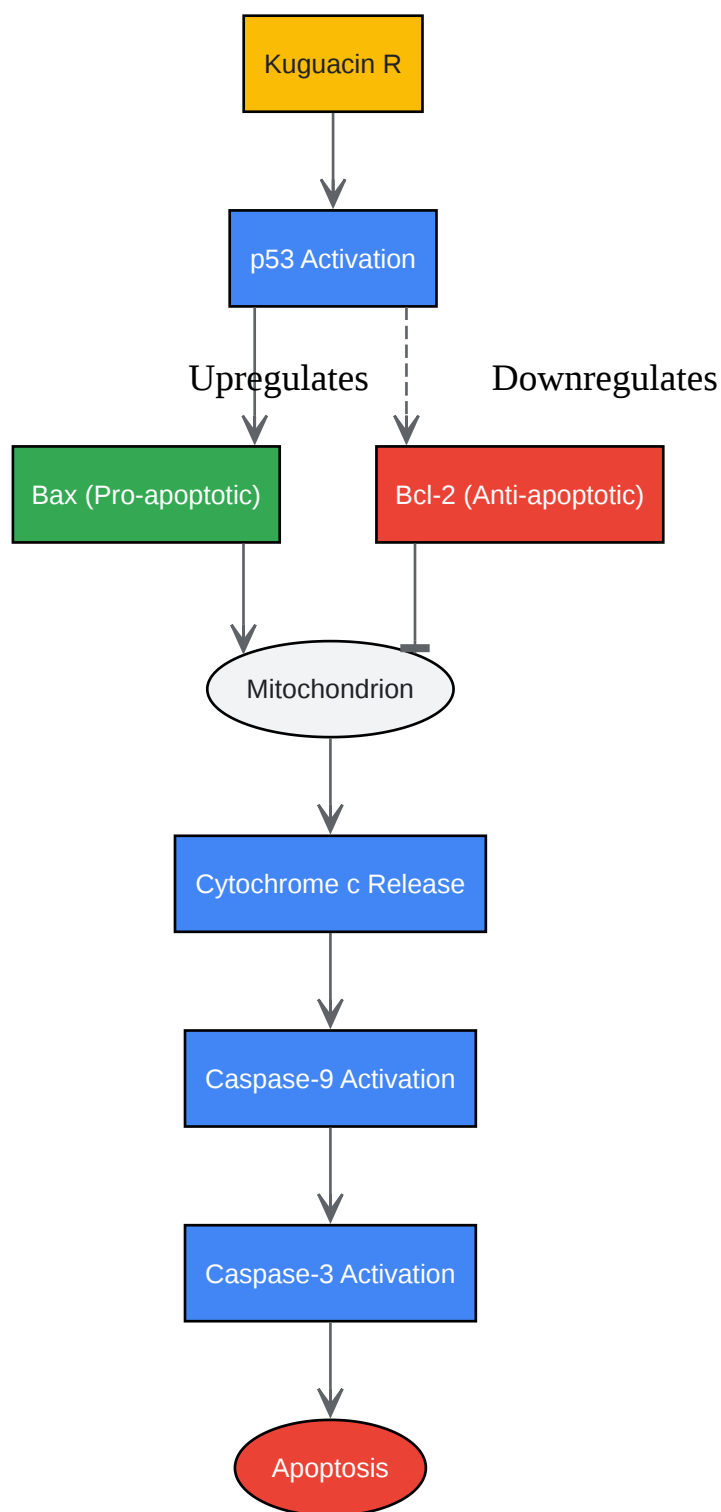 Kuguacin R
p53 Activation
Upregulates
Downregulates
Bax (Pro-apoptotic)
Bcl-2 (Anti-apoptotic)
Mitochondrion
Cytochrome c Release
Caspase-9 Activation
Caspase-3 Activation
Apoptosis